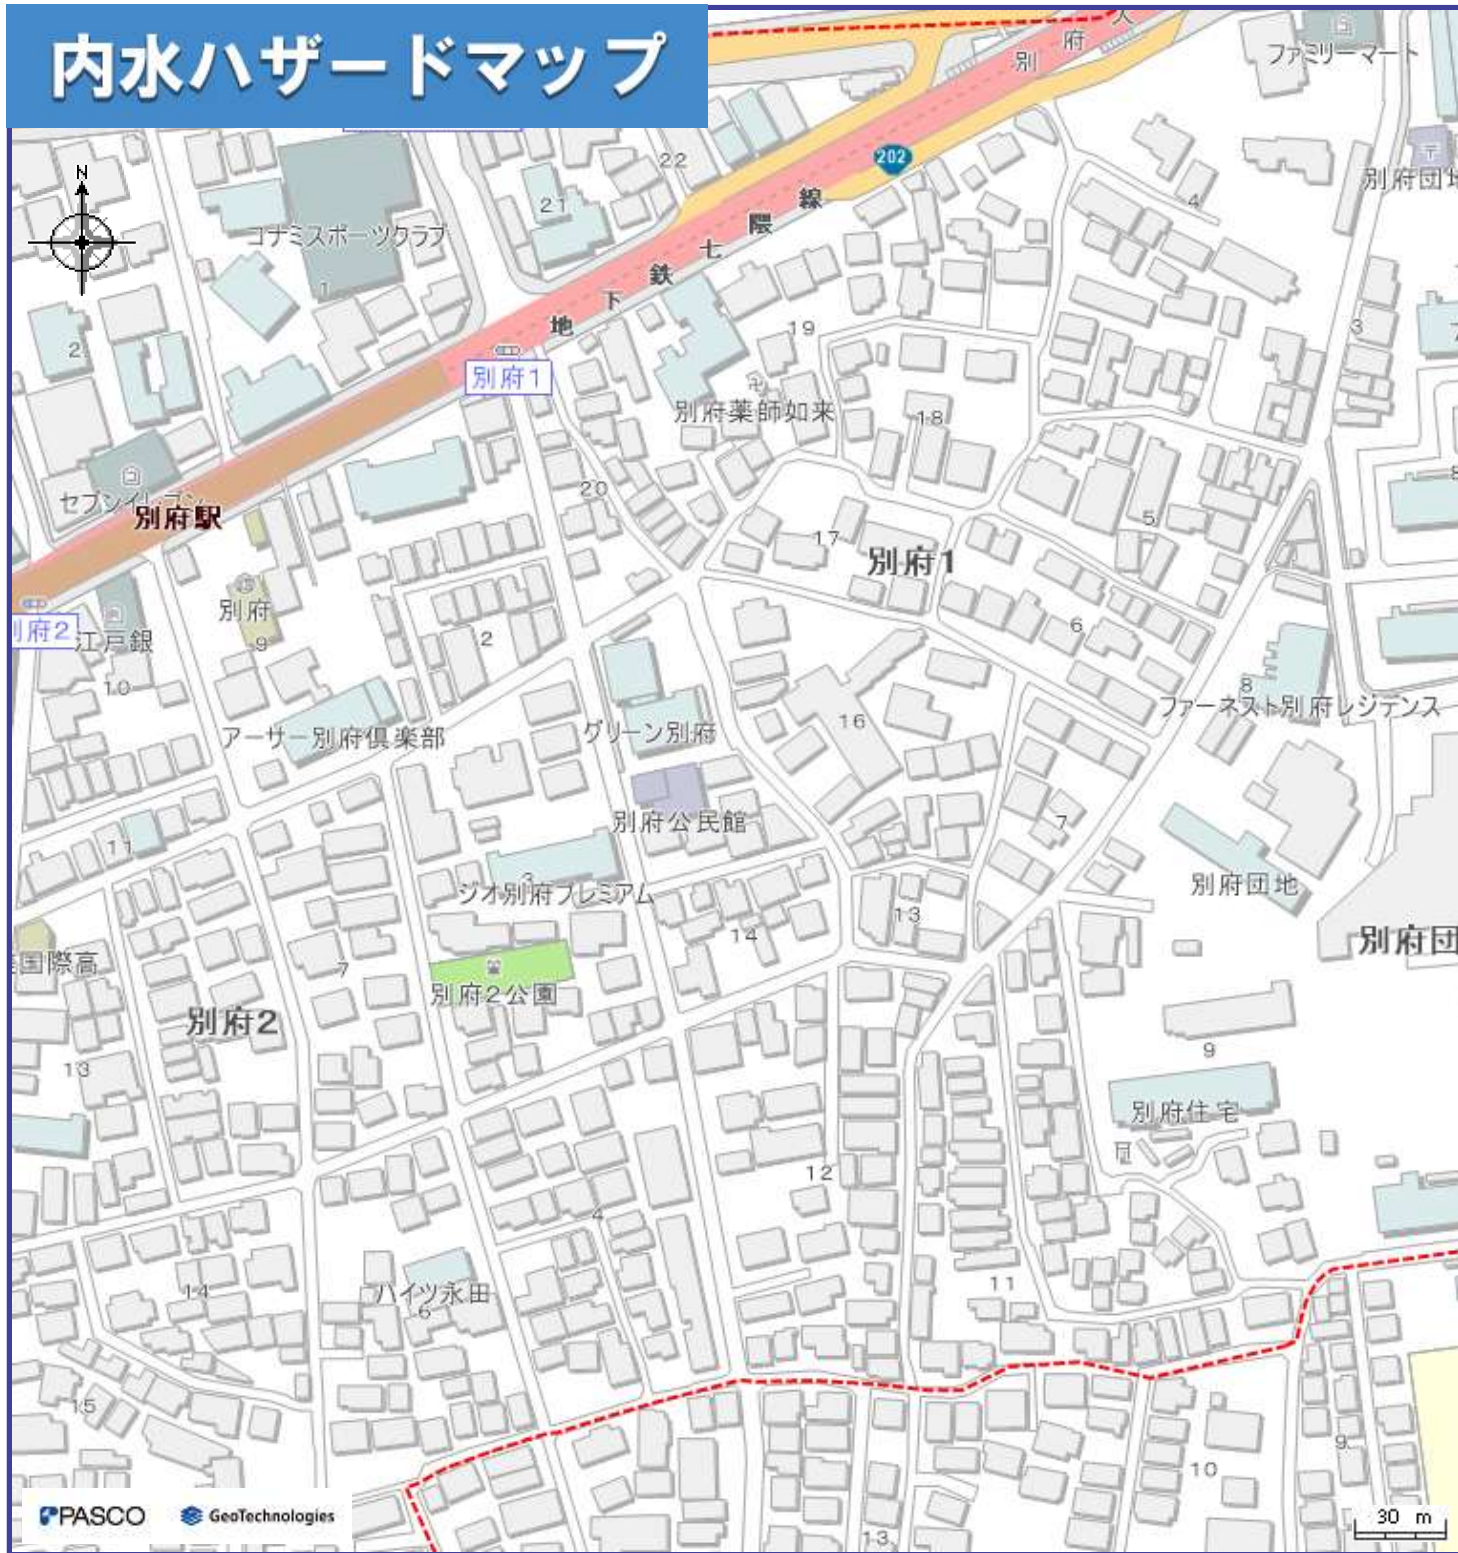 内水ハザードマップ
別府
ファミリーマート
202
22
21
4
別府団地
N
コナミスポーツクラブ
1
2
地下鉄七隈線
19
3
別府1
別府薬師如来
18
セブンイレブン
別府駅
20
17
別府1
5
別府
9
別府2
江戸銀
10
2
6
8
ファーネスト別府レジデンス
アーサー別府倶楽部
グリーン別府
16
別府公民館
7
11
3
ジオ別府プレミアム
別府団地
13
14
別府団
国際高
7
別府2公園
別府2
9
13
別府住宅
12
4
11
14
ハイツ永田
6
15
9
10
13
PASCO
GeoTechnologies
30 m